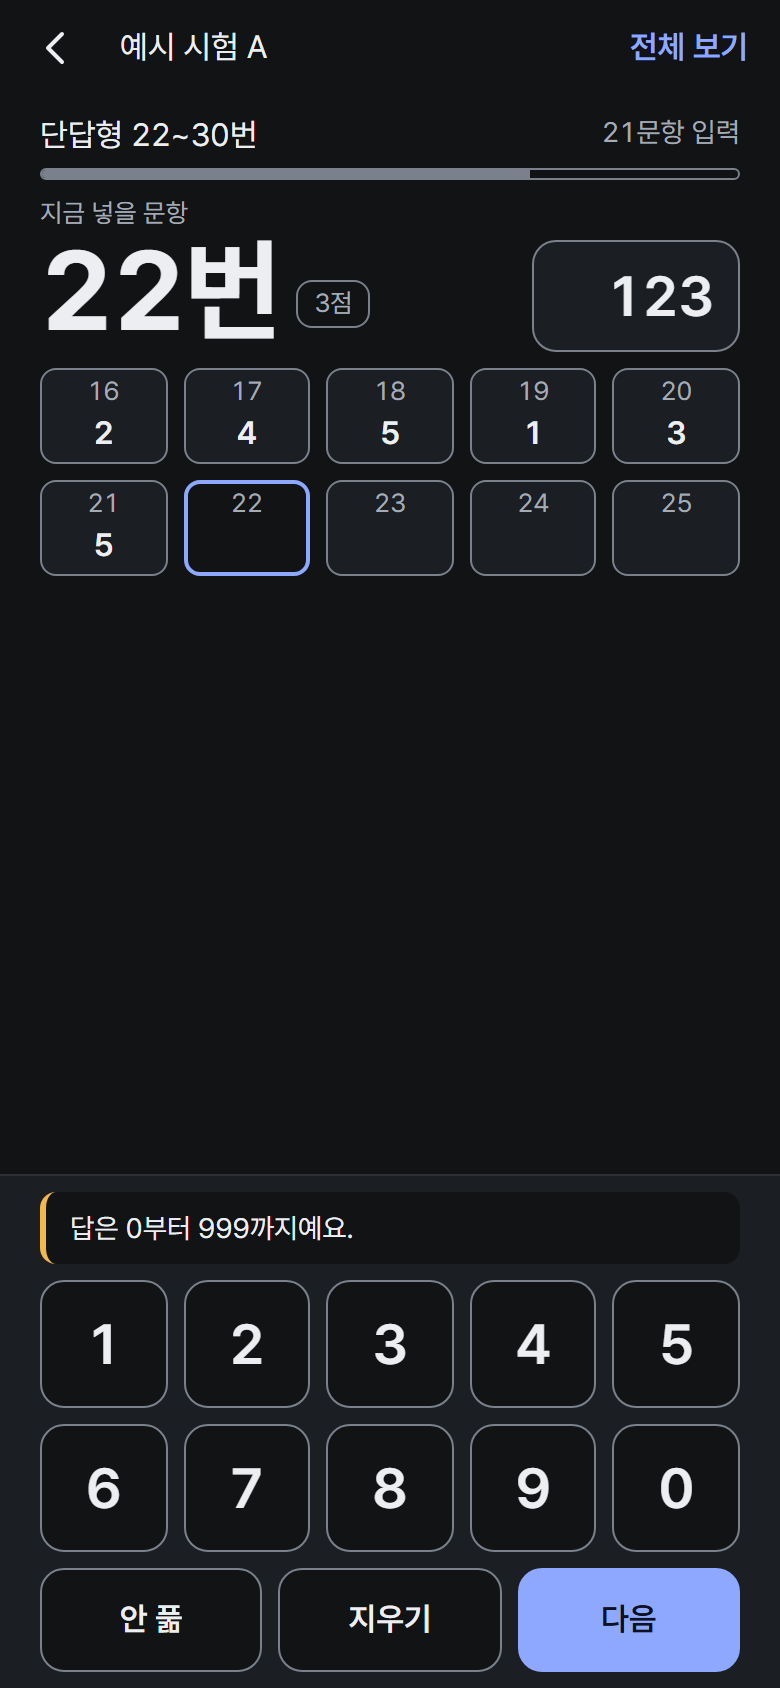 예시 시험 A
전체 보기
단답형 22~30번
21문항 입력
지금 넣을 문항
22번
3점
123
16 17 18 19 20
2 4 5 1 3
21 22 23 24 25
5
답은 0부터 999까지예요.
1 2 3 4 5
6 7 8 9 0
안 풂 지우기 다음